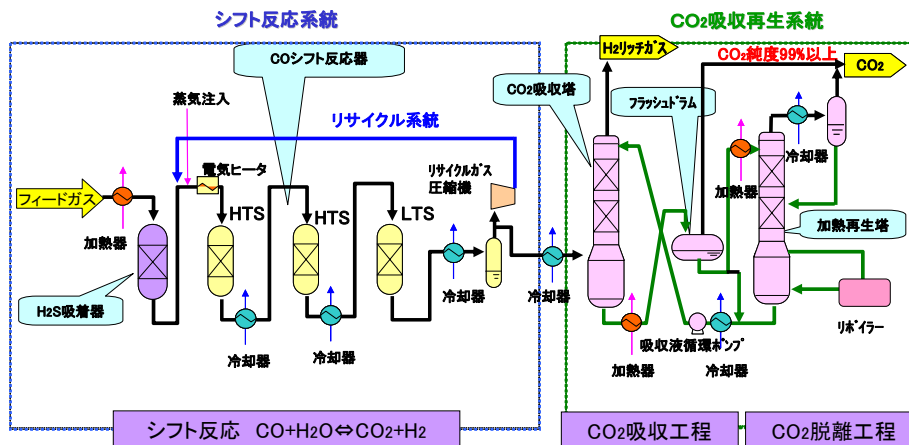 シフト反応系統
CO2吸収再生系統
COシフト反応器
蒸気注入
リサイクル系統
電気ヒータ
フィードガス
加熱器
H2S吸着器
HTS
HTS
LTS
冷却器
冷却器
リサイクルガス
圧縮機
冷却器
冷却器
H2リッチガス
CO2純度99%以上
CO2
CO2吸収塔
フラッシュドラム
冷却器
加熱器
加熱再生塔
リボイラー
吸収液循環ポンプ
加熱器
冷却器
シフト反応 CO+H2O⇔CO2+H2
CO2吸収工程
CO2脱離工程